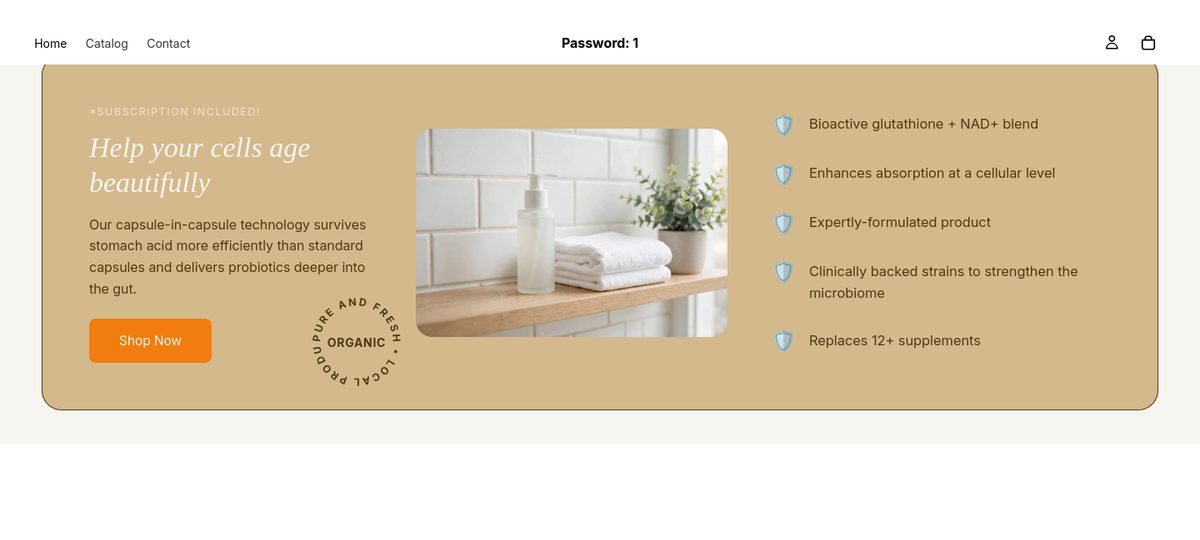 Home Catalog Contact
Password: 1
*SUBSCRIPTION INCLUDED!
Help your cells age
beautifully
Our capsule-in-capsule technology survives
stomach acid more efficiently than standard
capsules and delivers probiotics deeper into
the gut.
Shop Now
PURE AND FRESH • LOCAL PRODU
ORGANIC
Bioactive glutathione + NAD+ blend
Enhances absorption at a cellular level
Expertly-formulated product
Clinically backed strains to strengthen the
microbiome
Replaces 12+ supplements